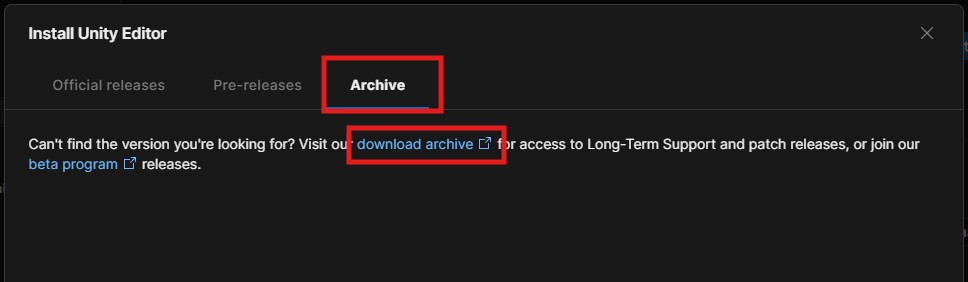 Install Unity Editor
Official releases
Pre-releases
Archive
Can't find the version you're looking for? Visit our download archive for access to Long-Term Support and patch releases, or join our
beta program releases.